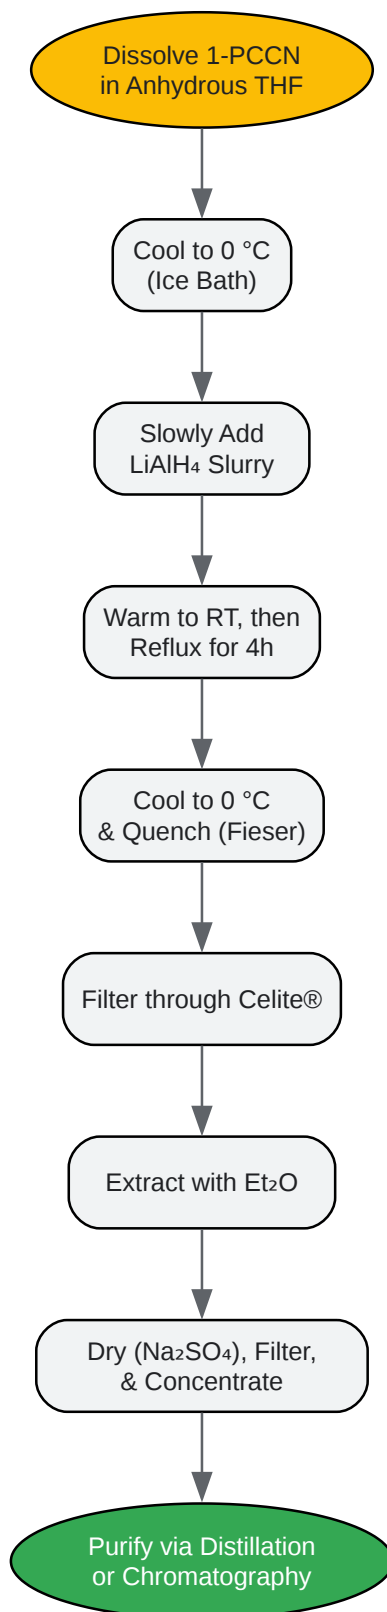 Dissolve 1-PCCN
in Anhydrous THF
Cool to 0 °C
(Ice Bath)
Slowly Add
LiAlH₄ Slurry
Warm to RT, then
Reflux for 4h
Cool to 0 °C
& Quench (Fieser)
Filter through Celite®
Extract with Et₂O
Dry (Na₂SO₄), Filter,
& Concentrate
Purify via Distillation
or Chromatography